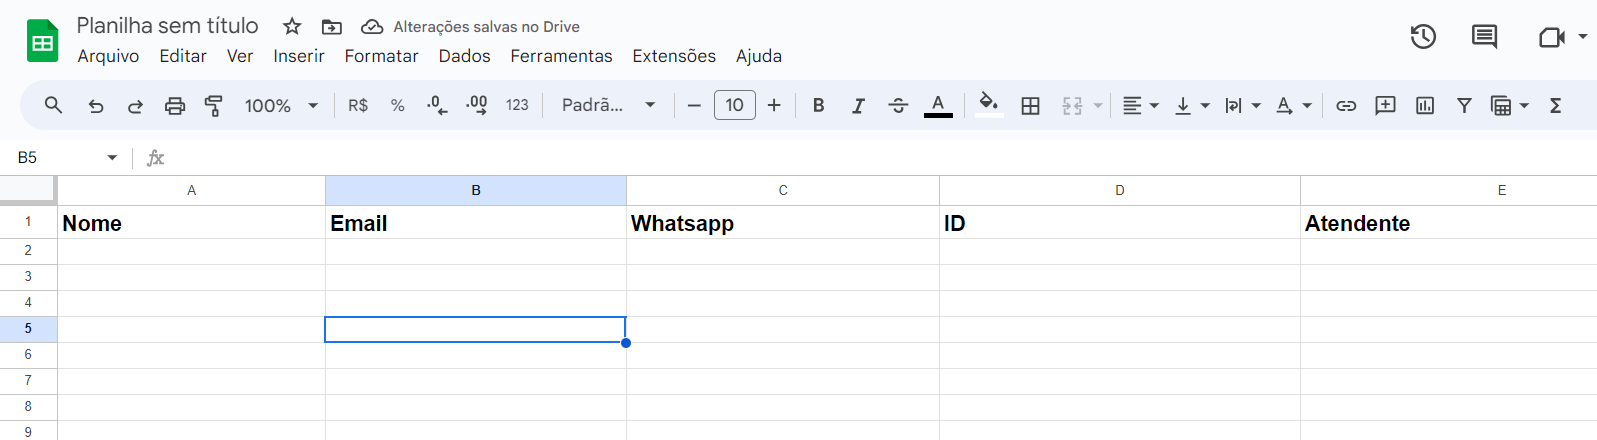 Planilha sem título Alterações salvas no Drive
Arquivo Editar Ver Inserir Formatar Dados Ferramentas Extensões Ajuda
100% R$ % .0 .00 123 Padrã... 10 B I S A A Σ
B5 fx
A B C D E
1 Nome Email Whatsapp ID Atendente
2
3
4
5
6
7
8
9